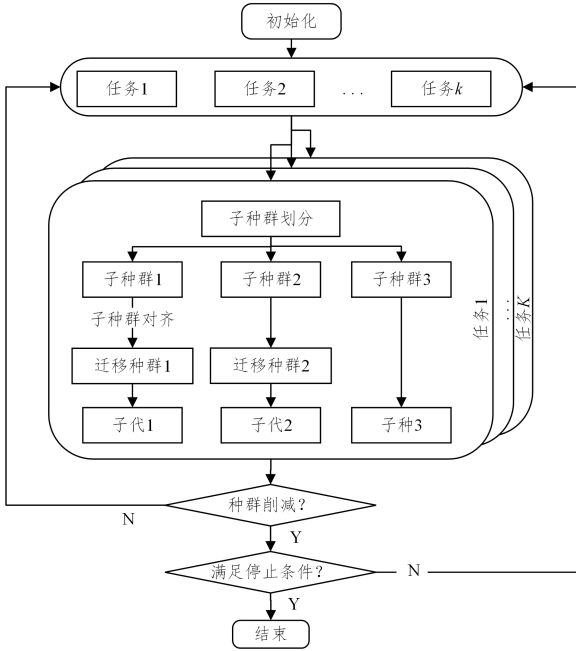 初始化
任务1 任务2 ... 任务k
子种群划分
子种群1 子种群2 子种群3
子种群对齐
迁移种群1 迁移种群2
子代1 子代2 子种3
任务1
...
任务K
种群削减?
N
Y
满足停止条件?
N
Y
结束